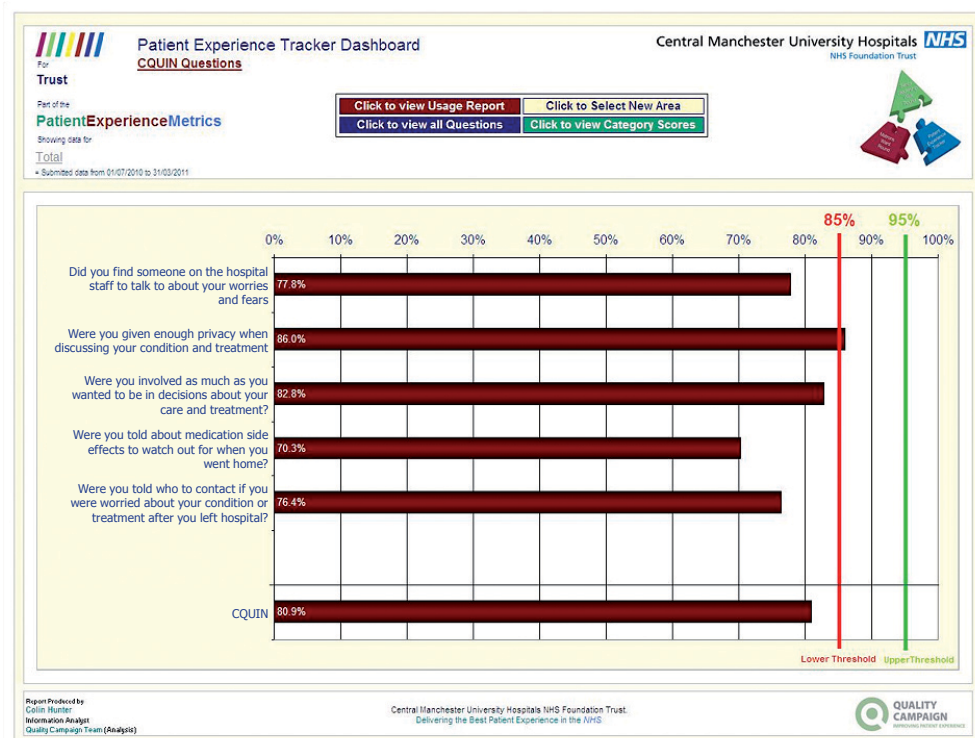 Patient Experience Tracker Dashboard
CQUIN Questions
Central Manchester University Hospitals NHS
NHS Foundation Trust
For
Trust
Part of the
PatientExperienceMetrics
Showing data for
Total
Submitted data from 01/07/2010 to 31/03/2011
Click to view Usage Report
Click to Select New Area
Click to view all Questions
Click to view Category Scores
85% 95%
0% 10% 20% 30% 40% 50% 60% 70% 80% 90% 100%
Did you find someone on the hospital
staff to talk to about your worries
and fears
77.8%
Were you given enough privacy when
discussing your condition and treatment
86.0%
Were you involved as much as you
wanted to be in decisions about your
care and treatment?
82.8%
Were you told about medication side
effects to watch out for when you
went home?
70.3%
Were you told who to contact if you
were worried about your condition or
treatment after you left hospital?
76.4%
CQUIN
80.9%
Lower Threshold UpperThreshold
Report Produced by
Colin Hunter
Information Analyst
Quality Campaign Team (Analysis)
Central Manchester University Hospitals NHS Foundation Trust.
Delivering the Best Patient Experience in the NHS
QUALITY
CAMPAIGN
IMPROVING PATIENT EXPERIENCE